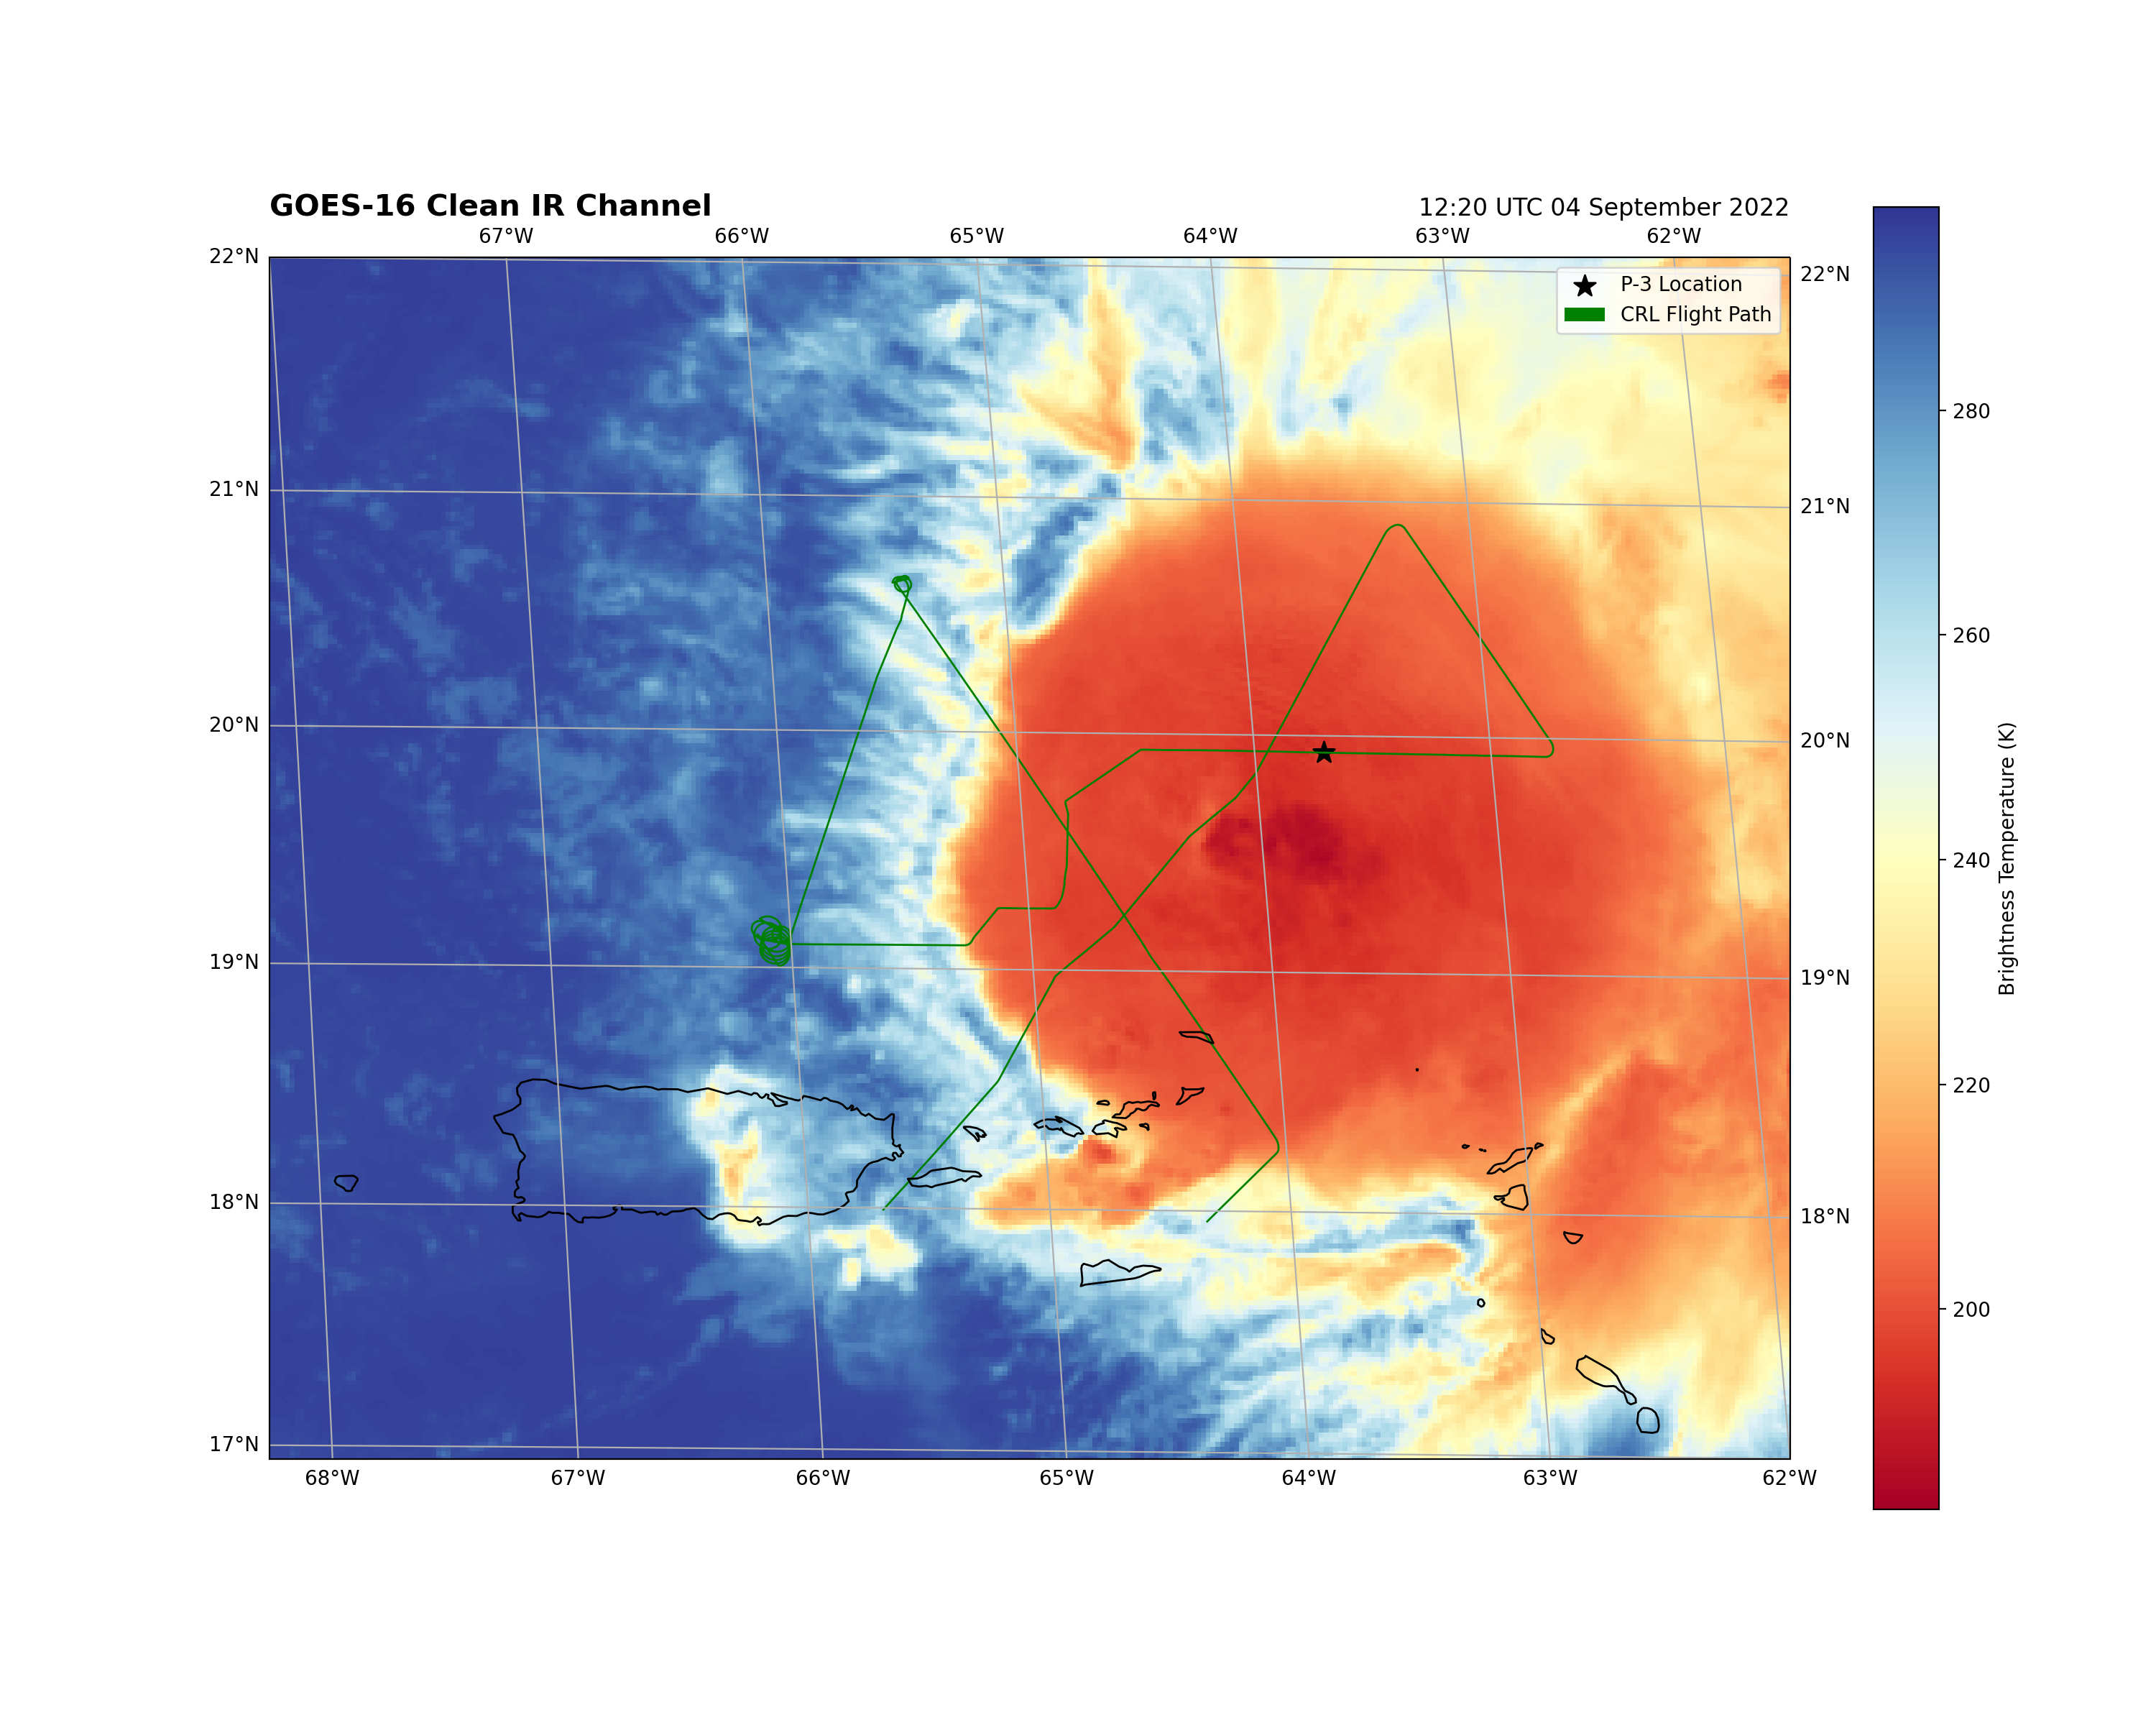 GOES-16 Clean IR Channel
12:20 UTC 04 September 2022
67°W 66°W 65°W 64°W 63°W 62°W
22°N
22°N
P-3 Location
CRL Flight Path
280
21°N
21°N
260
20°N
20°N
240
Brightness Temperature (K)
19°N
19°N
220
18°N
18°N
200
17°N
68°W 67°W 66°W 65°W 64°W 63°W 62°W